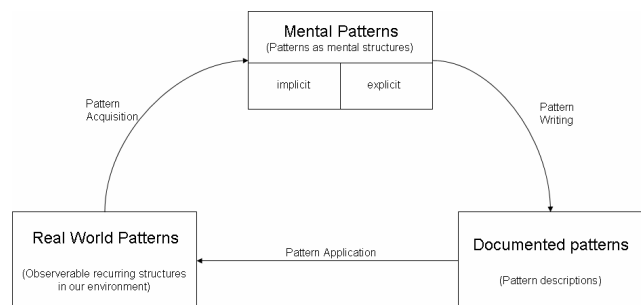 Mental Patterns
(Patterns as mental structures)
implicit
explicit
Pattern
Acquisition
Pattern
Writing
Real World Patterns
(Observerable recurring structures
in our environment)
Pattern Application
Documented patterns
(Pattern descriptions)